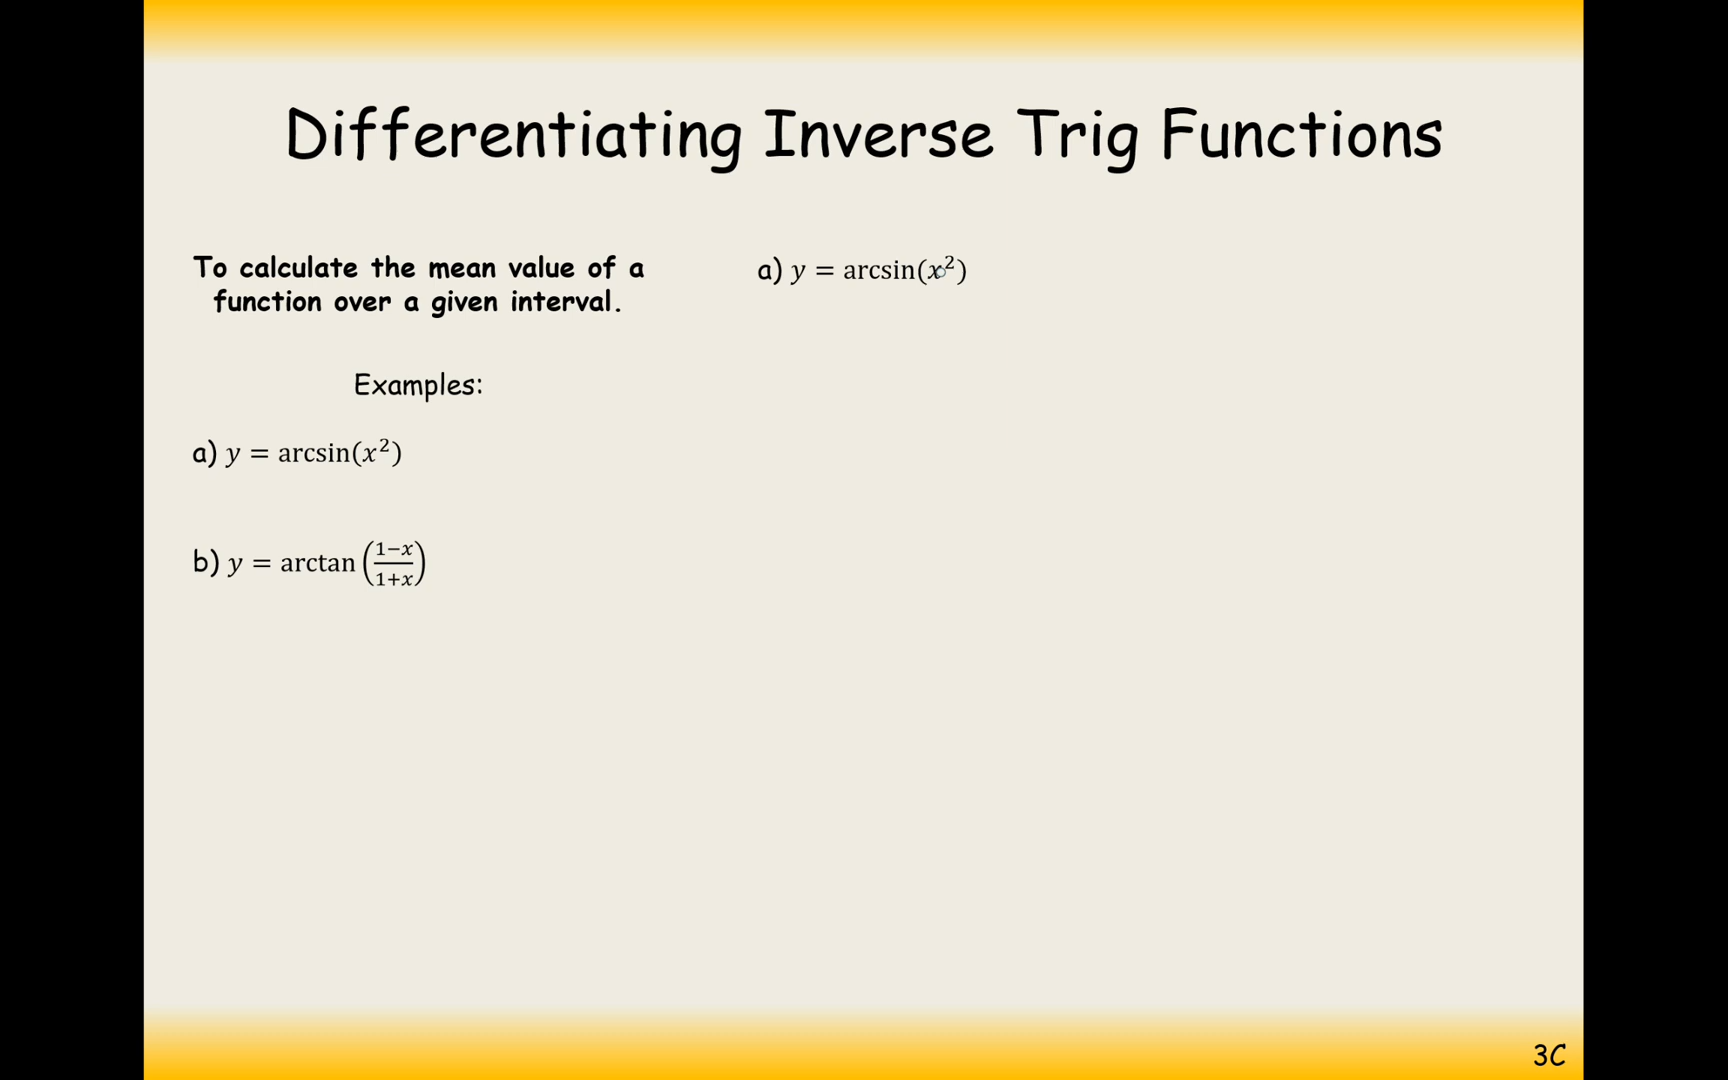 Differentiating Inverse Trig Functions
To calculate the mean value of a
function over a given interval.
Examples:
a) y = arcsin(x²)
b) y = arctan((1−x)/(1+x))
a) y = arcsin(x²)
3C